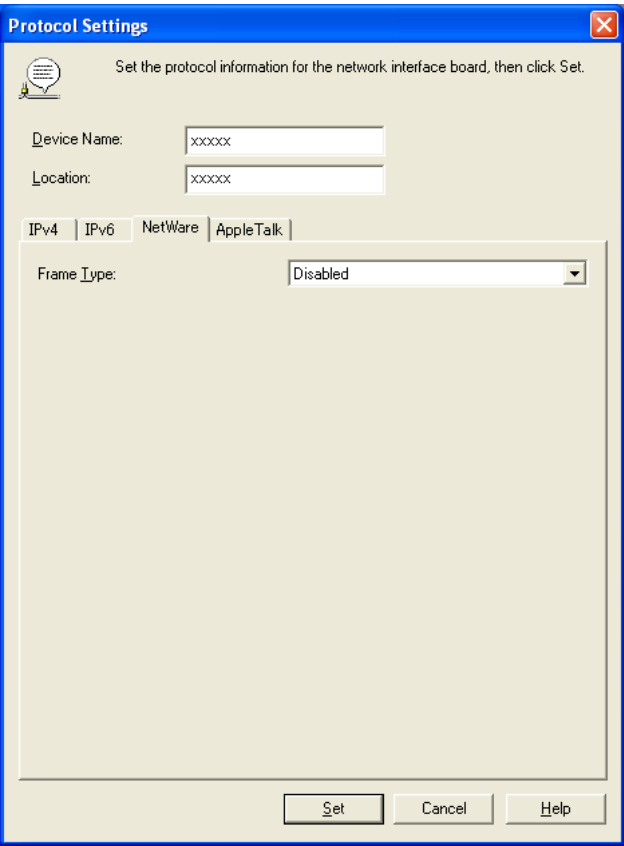 Protocol Settings
Set the protocol information for the network interface board, then click Set.
Device Name: xxxxx
Location: xxxxx
IPv4 IPv6 NetWare AppleTalk
Frame Type: Disabled
Set Cancel Help